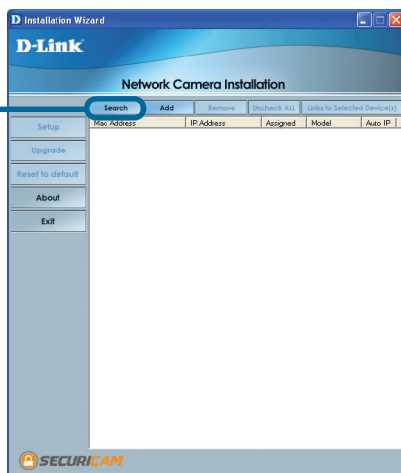 D Installation Wizard
D-Link
Network Camera Installation
Search Add Remove Uncheck ALL Links to Selected Device(s)
Mac Address IP Address Assigned Model Auto IP
Setup
Upgrade
Reset to default
About
Exit
SECURICAM